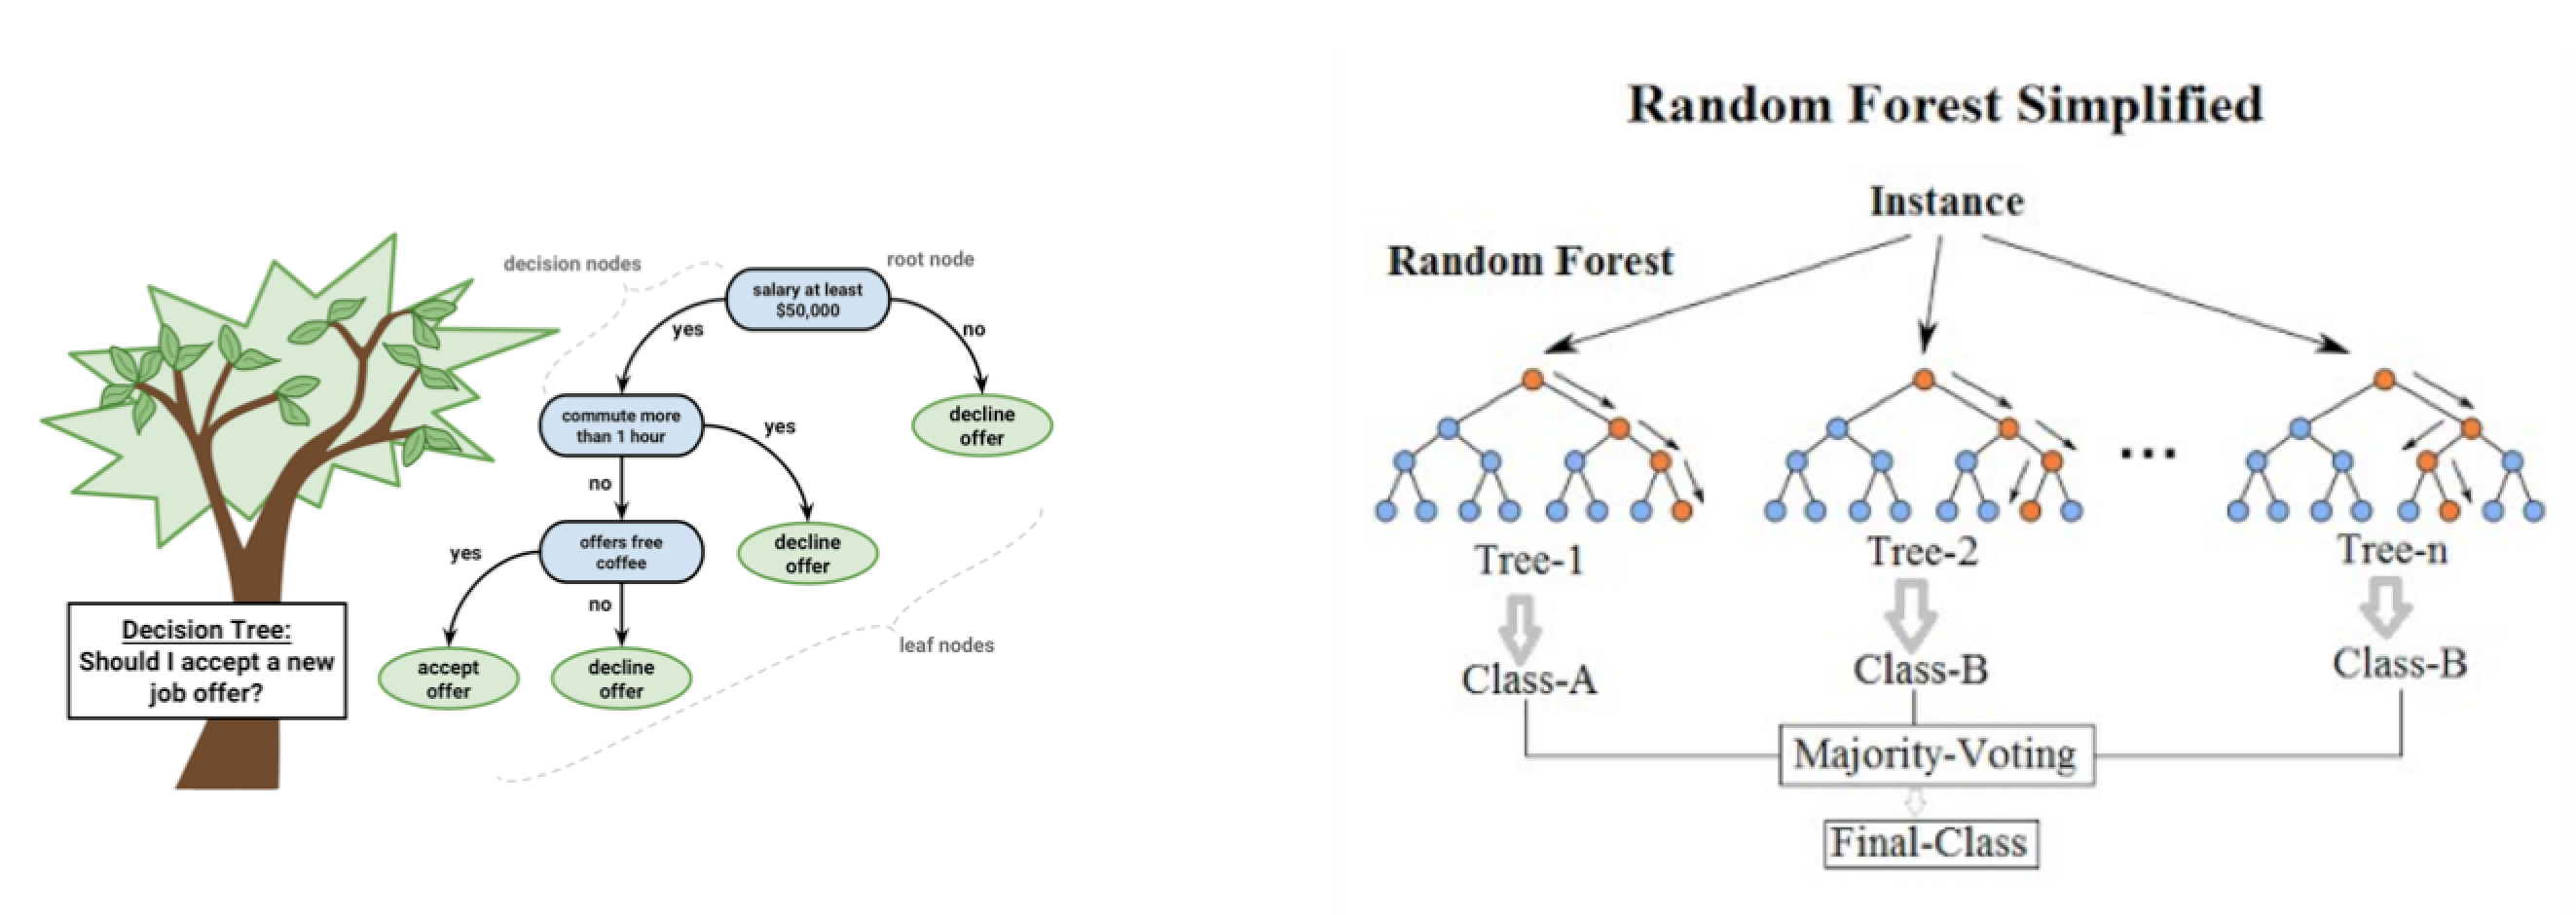 decision nodes
root node
salary at least
$50,000
yes
no
commute more
than 1 hour
yes
decline
offer
no
offers free
coffee
decline
offer
yes
no
accept
offer
decline
offer
leaf nodes
Decision Tree:
Should I accept a new
job offer?
Random Forest Simplified
Instance
Random Forest
...
Tree-1
Tree-2
Tree-n
Class-A
Class-B
Class-B
Majority-Voting
Final-Class